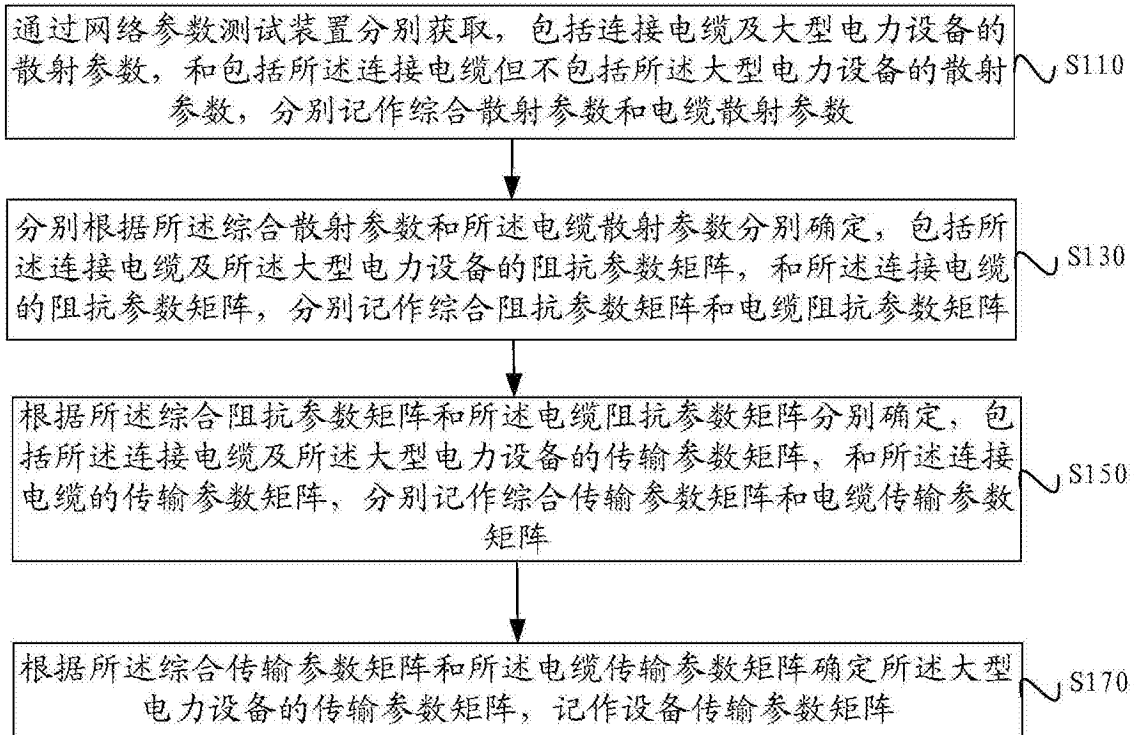 通过网络参数测试装置分别获取，包括连接电缆及大型电力设备的
散射参数，和包括所述连接电缆但不包括所述大型电力设备的散射
参数，分别记作综合散射参数和电缆散射参数
S110
分别根据所述综合散射参数和所述电缆散射参数分别确定，包括所
述连接电缆及所述大型电力设备的阻抗参数矩阵，和所述连接电缆
的阻抗参数矩阵，分别记作综合阻抗参数矩阵和电缆阻抗参数矩阵
S130
根据所述综合阻抗参数矩阵和所述电缆阻抗参数矩阵分别确定，包
括所述连接电缆及所述大型电力设备的传输参数矩阵，和所述连接
电缆的传输参数矩阵，分别记作综合传输参数矩阵和电缆传输参数
矩阵
S150
根据所述综合传输参数矩阵和所述电缆传输参数矩阵确定所述大型
电力设备的传输参数矩阵，记作设备传输参数矩阵
S170